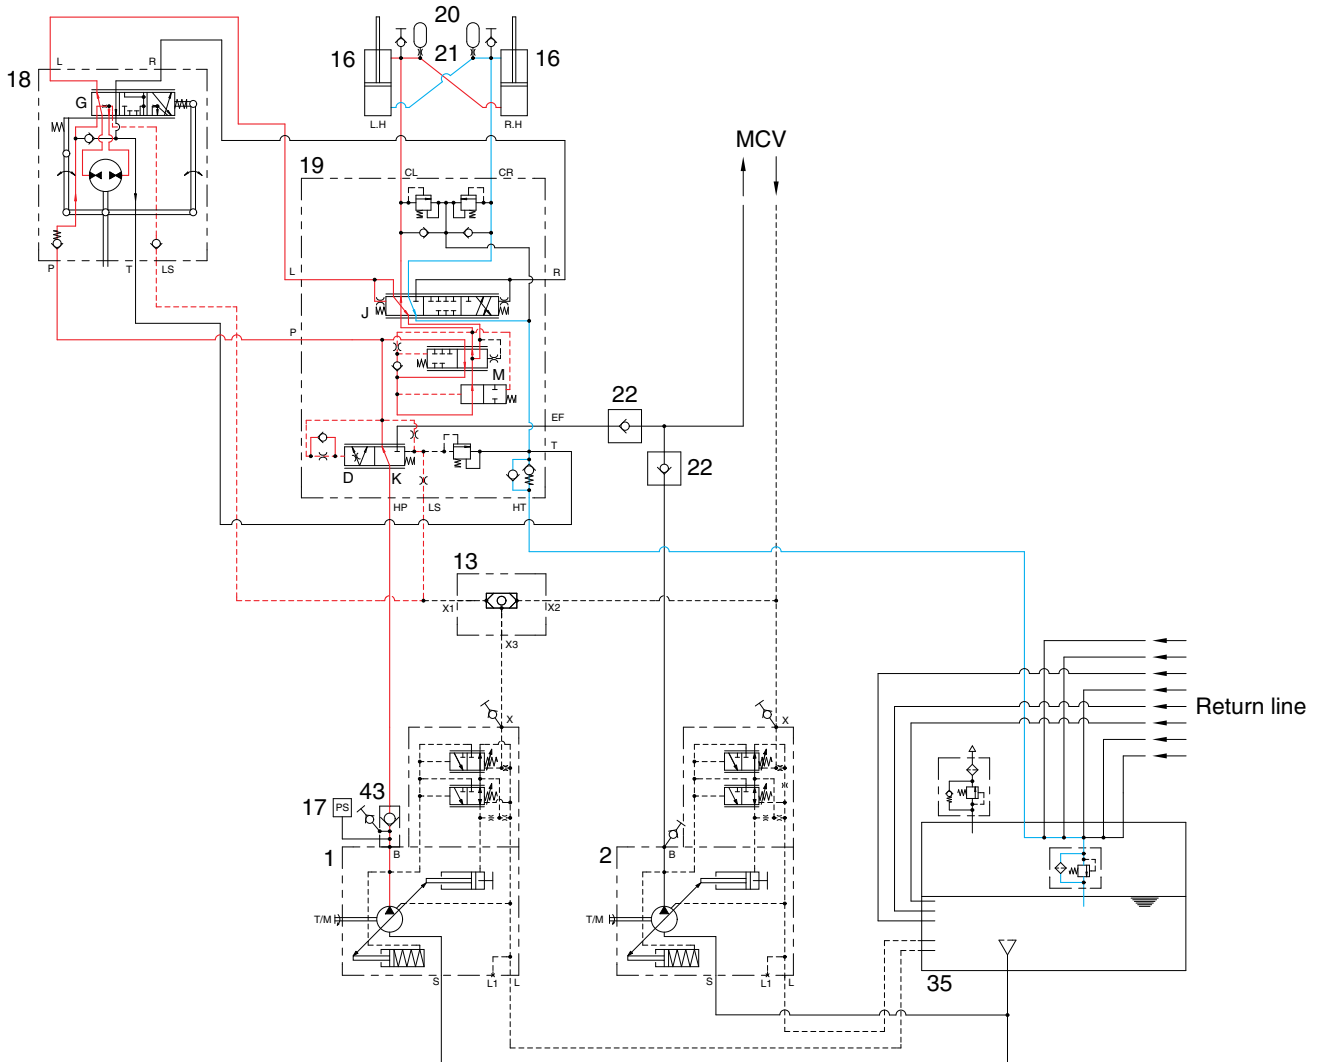 20
16 21 16
L R
18
G
L.H R.H
MCV
19
CL CR
P T LS
L R
J
P
M
22
EF
T
22
D K
HP LS HT
13
X1 X2
X3
Return line
X X
17 PS 43
1 B 2 B
T/M T/M
S L1 L S L1 L
35